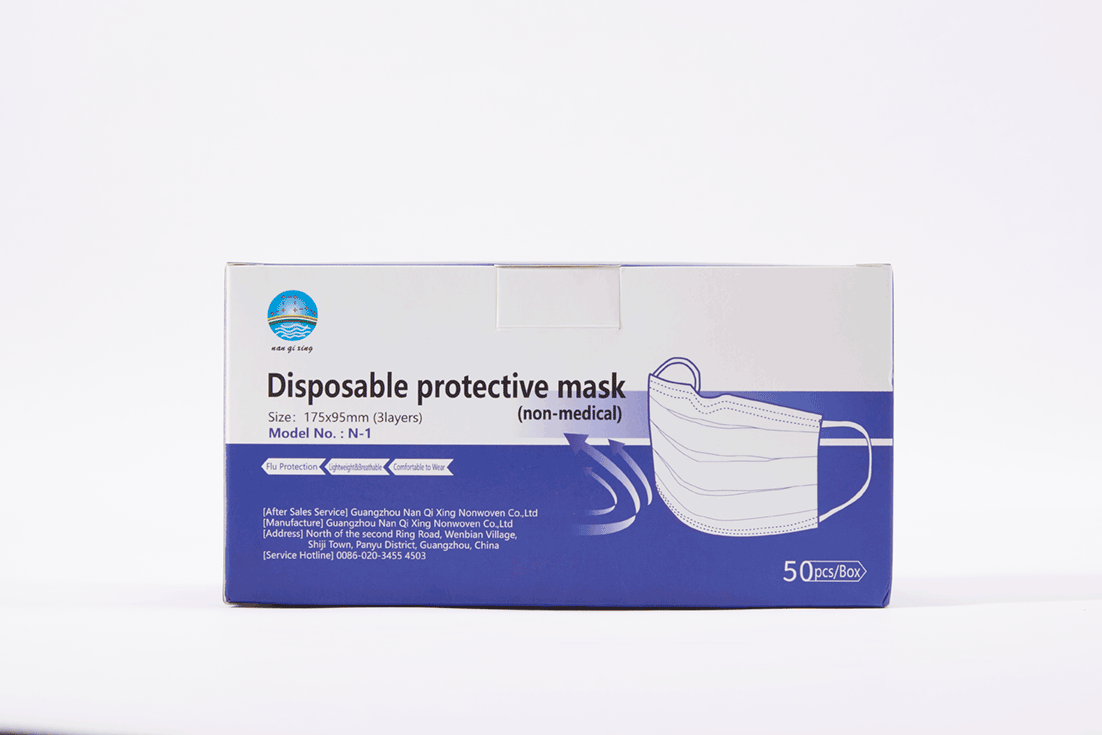 nan qi xing
Disposable protective mask
(non-medical)
Size: 175x95mm (3layers)
Model No. : N-1
Flu Protection
Lightweight&Breathable
Comfortable to Wear
[After Sales Service] Guangzhou Nan Qi Xing Nonwoven Co.,Ltd
[Manufacture] Guangzhou Nan Qi Xing Nonwoven Co.,Ltd
[Address] North of the second Ring Road, Wenbian Village,
Shiji Town, Panyu District, Guangzhou, China
[Service Hotline] 0086-020-3455 4503
50pcs/Box